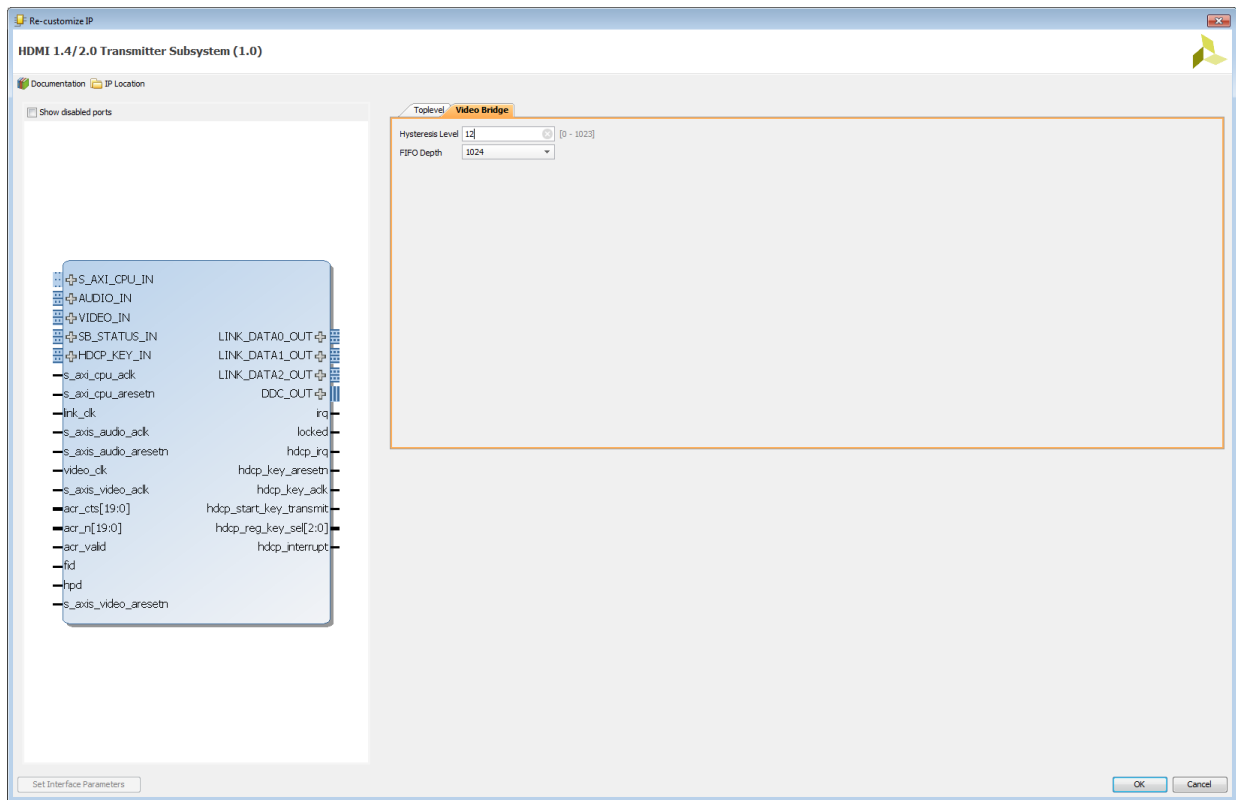 Re-customize IP
HDMI 1.4/2.0 Transmitter Subsystem (1.0)
Documentation IP Location
Show disabled ports
Toplevel Video Bridge
Hysteresis Level 12 [0 - 1023]
FIFO Depth 1024
S_AXI_CPU_IN
AUDIO_IN
VIDEO_IN
SB_STATUS_IN LINK_DATA0_OUT
HDCP_KEY_IN LINK_DATA1_OUT
s_axi_cpu_aclk LINK_DATA2_OUT
s_axi_cpu_aresetn DDC_OUT
link_clk irq
s_axis_audio_aclk locked
s_axis_audio_aresetn hdcp_irq
video_clk hdcp_key_aresetn
s_axis_video_aclk hdcp_key_aclk
acr_cts[19:0] hdcp_start_key_transmit
acr_n[19:0] hdcp_reg_key_sel[2:0]
acr_valid hdcp_interrupt
fid
hpd
s_axis_video_aresetn
Set Interface Parameters OK Cancel